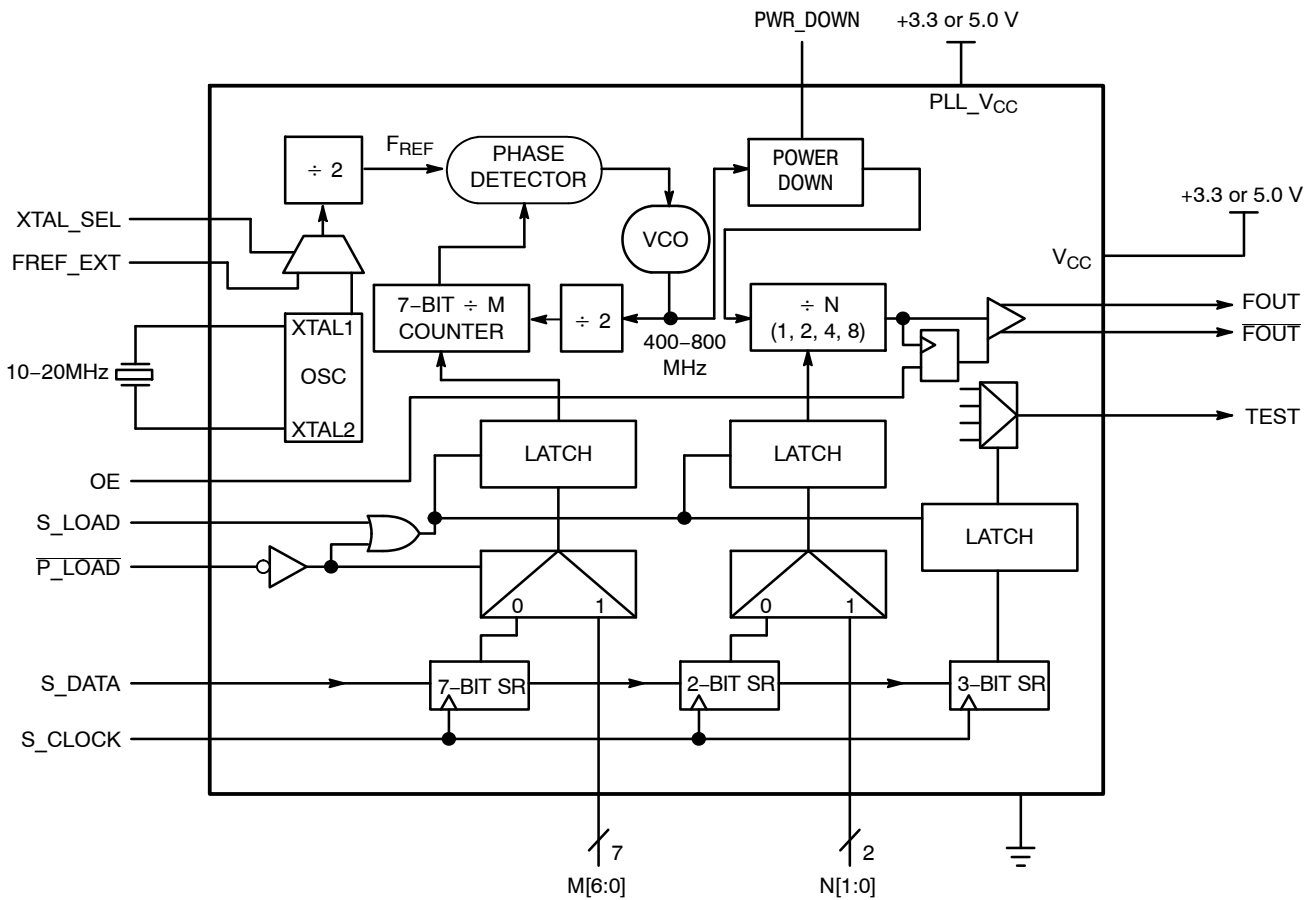 PWR_DOWN
+3.3 or 5.0 V
PLL_VCC
÷ 2
FREF
PHASE
DETECTOR
POWER
DOWN
+3.3 or 5.0 V
XTAL_SEL
FREF_EXT
VCO
VCC
7−BIT ÷ M
COUNTER
÷ 2
400−800
MHz
÷ N
(1, 2, 4, 8)
FOUT
FOUT
10−20MHz
XTAL1
OSC
XTAL2
TEST
OE
LATCH
LATCH
S_LOAD
P_LOAD
LATCH
0
1
0
1
S_DATA
7−BIT SR
2−BIT SR
3−BIT SR
S_CLOCK
7
2
M[6:0]
N[1:0]